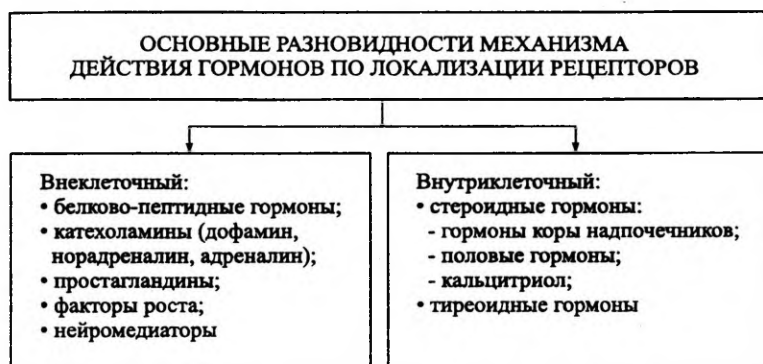 ОСНОВНЫЕ РАЗНОВИДНОСТИ МЕХАНИЗМА
ДЕЙСТВИЯ ГОРМОНОВ ПО ЛОКАЛИЗАЦИИ РЕЦЕПТОРОВ
Внеклеточный:
• белково-пептидные гормоны;
• катехоламины (дофамин,
норадреналин, адреналин);
• простагландины;
• факторы роста;
• нейромедиаторы
Внутриклеточный:
• стероидные гормоны:
- гормоны коры надпочечников;
- половые гормоны;
- кальцитриол;
• тиреоидные гормоны